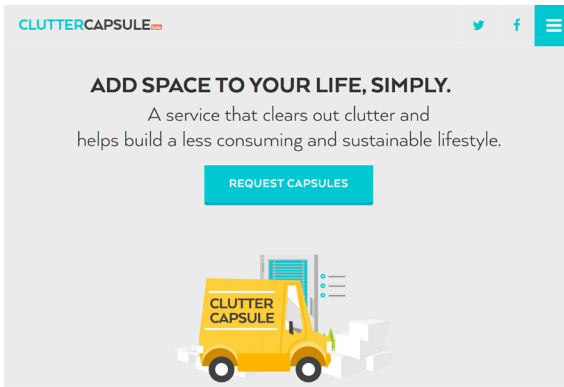 CLUTTERCAPSULE
ADD SPACE TO YOUR LIFE, SIMPLY.
A service that clears out clutter and
helps build a less consuming and sustainable lifestyle.
REQUEST CAPSULES
CLUTTER
CAPSULE